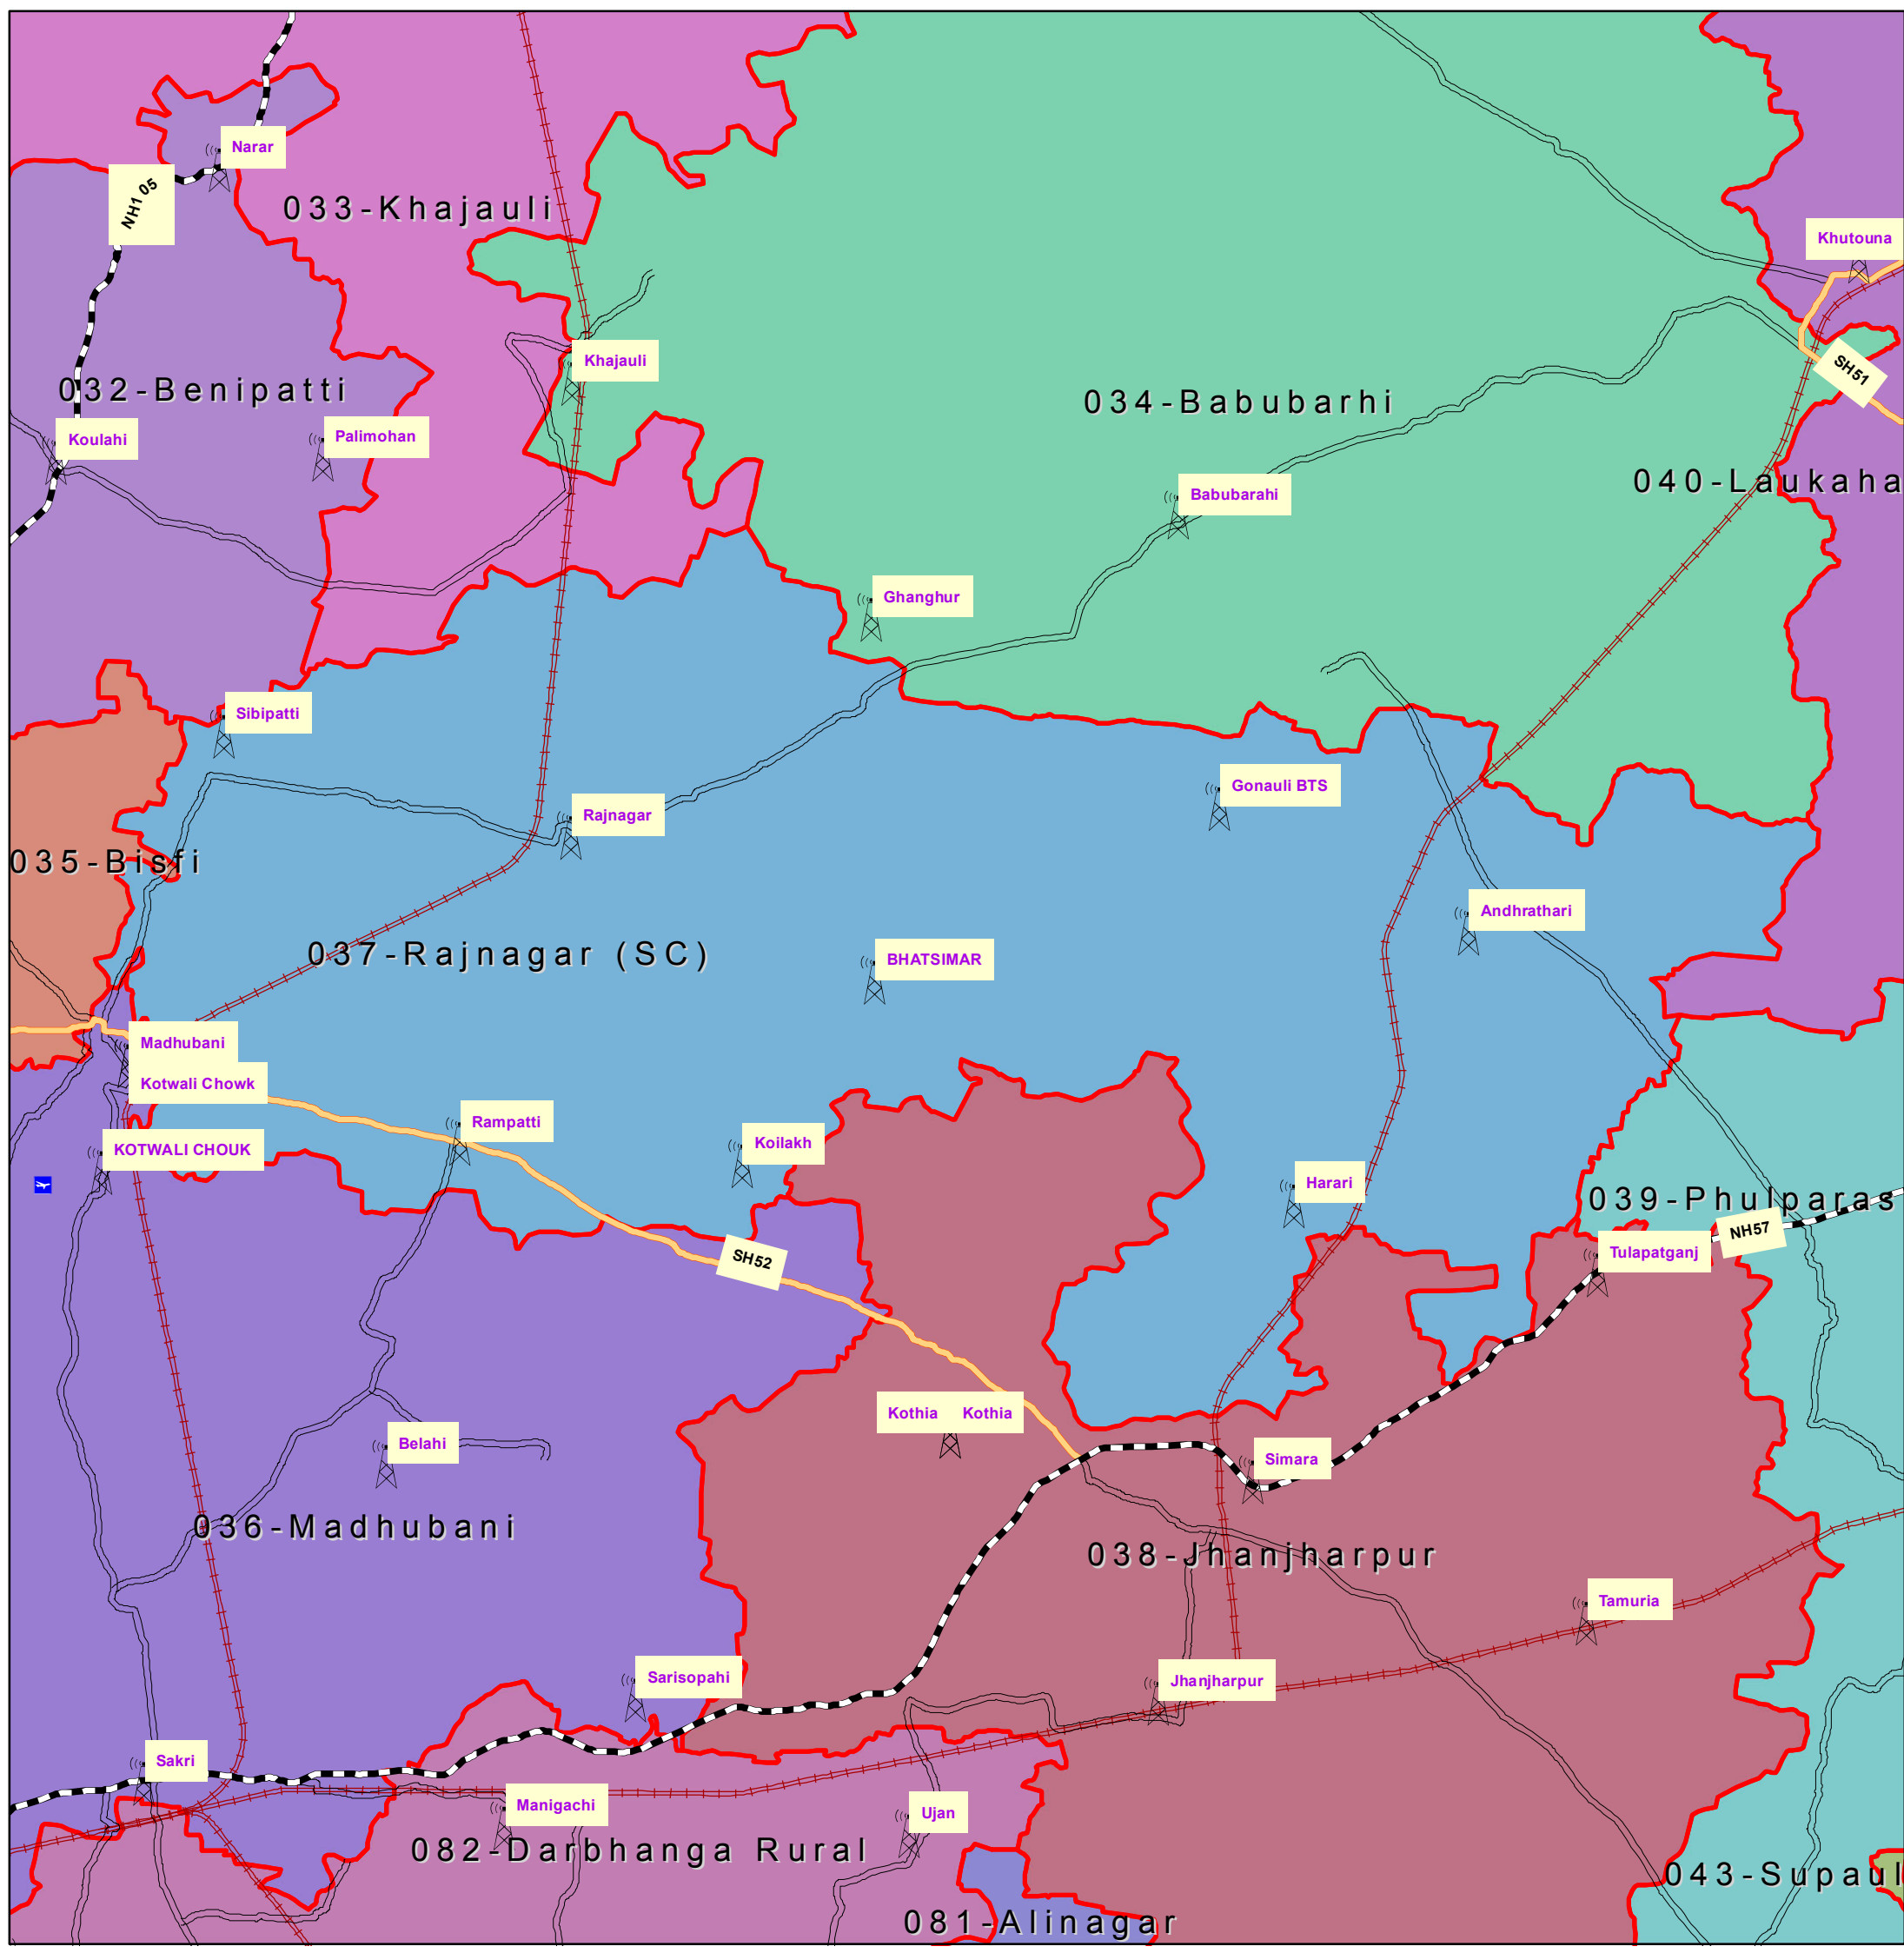 Narar
NH1 05
033-Khajauli
Khutouna
Khajauli
SH51
032-Benipatti
034-Babubarhi
Koulahi
Palimohan
040-Laukaha
Babubarahi
Ghanghur
Sibipatti
Gonauli BTS
Rajnagar
035-Bisfi
Andhrathari
037-Rajnagar (SC)
BHATSIMAR
Madhubani
Kotwali Chowk
Rampatti
KOTWALI CHOUK
Koilakh
Harari
039-Phulparas
NH57
Tulapatganj
SH52
Kothia Kothia
Belahi
Simara
036-Madhubani
038-Jhanjharpur
Tamuria
Sarisopahi
Jhanjharpur
Sakri
Manigachi
Ujan
082-Darbhanga Rural
043-Supaul
081-Alinagar